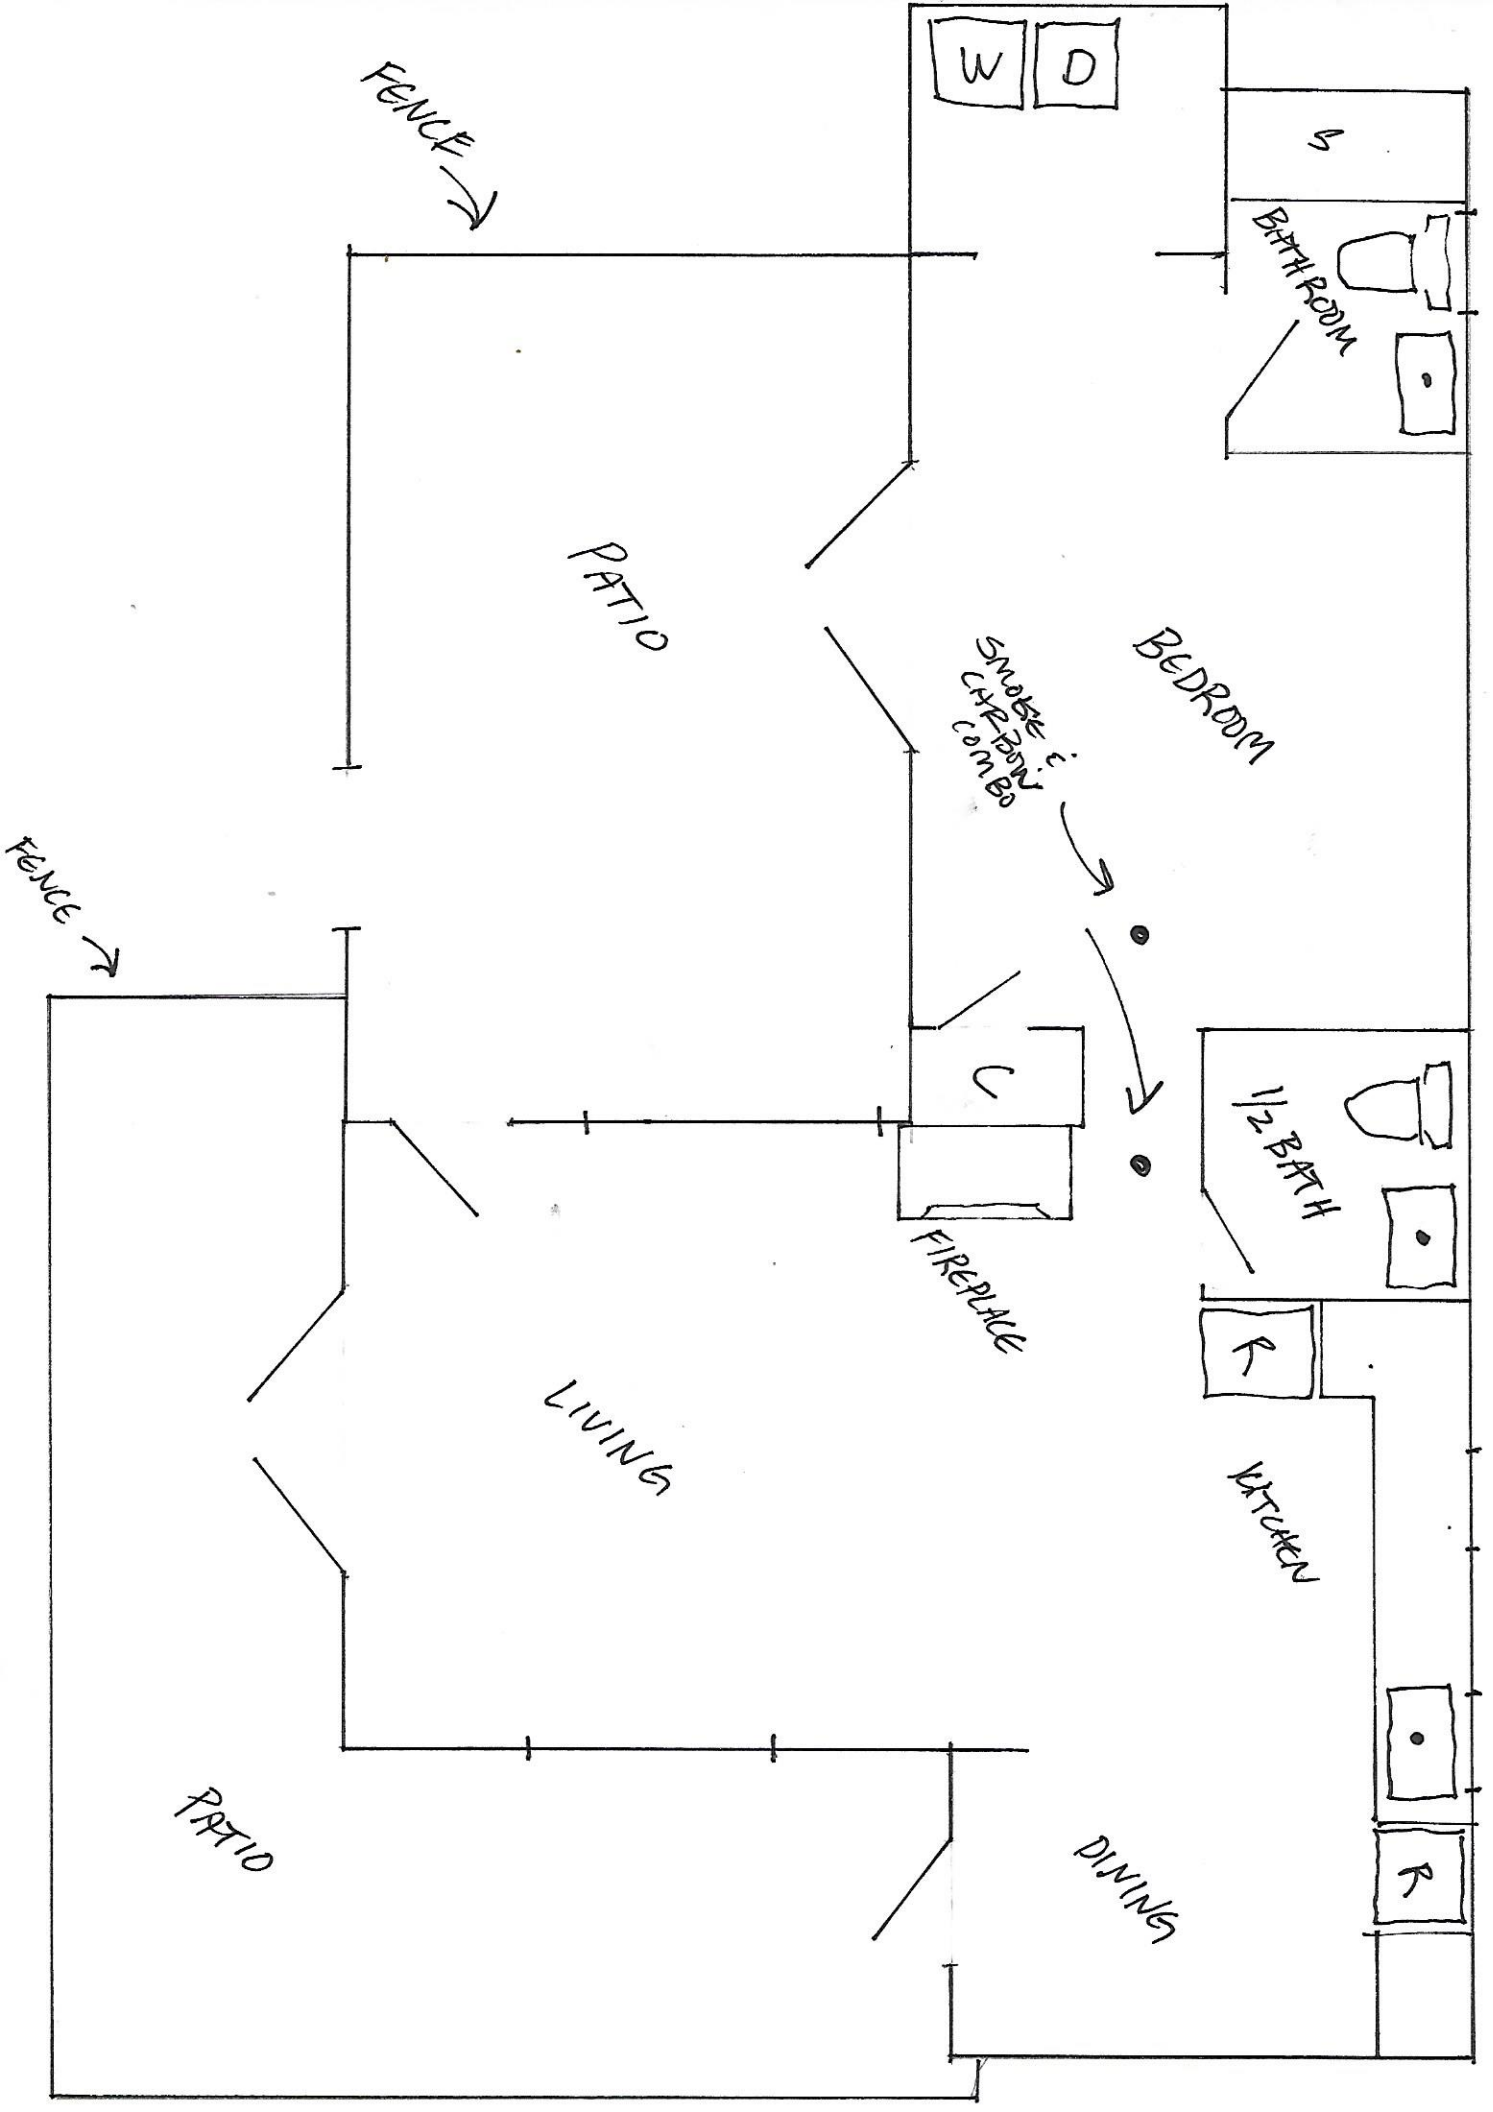 W
D
S
FENCE
BATHROOM
PATIO
BEDROOM
SMOKE &
CARBON
COMBO
FENCE
C
1/2 BATH
FIREPLACE
R
LIVING
KITCHEN
PATIO
DINING
R